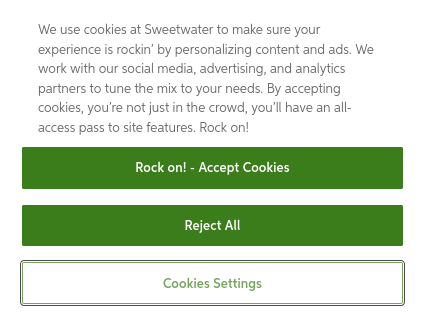 We use cookies at Sweetwater to make sure your
experience is rockin’ by personalizing content and ads. We
work with our social media, advertising, and analytics
partners to tune the mix to your needs. By accepting
cookies, you’re not just in the crowd, you’ll have an all-
access pass to site features. Rock on!
Rock on! - Accept Cookies
Reject All
Cookies Settings